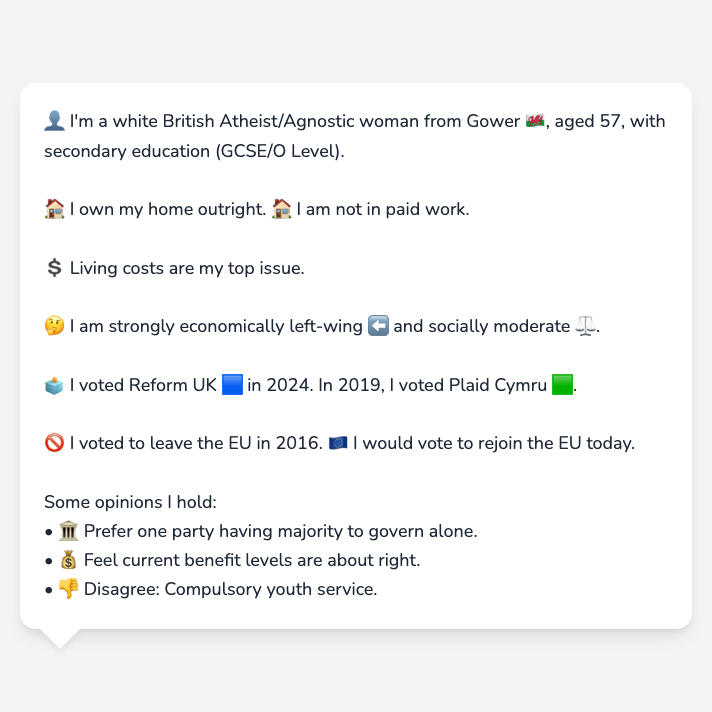 👤 I'm a white British Atheist/Agnostic woman from Gower 🏴󠁧󠁢󠁷󠁬󠁳󠁿, aged 57, with
secondary education (GCSE/O Level).
🏠 I own my home outright. 🏠 I am not in paid work.
💲 Living costs are my top issue.
🤔 I am strongly economically left-wing ⬅️ and socially moderate ⚖️.
🗳️ I voted Reform UK 🟦 in 2024. In 2019, I voted Plaid Cymru 🟩.
🚫 I voted to leave the EU in 2016. 🇪🇺 I would vote to rejoin the EU today.
Some opinions I hold:
• 🏛️ Prefer one party having majority to govern alone.
• 💰 Feel current benefit levels are about right.
• 👎 Disagree: Compulsory youth service.